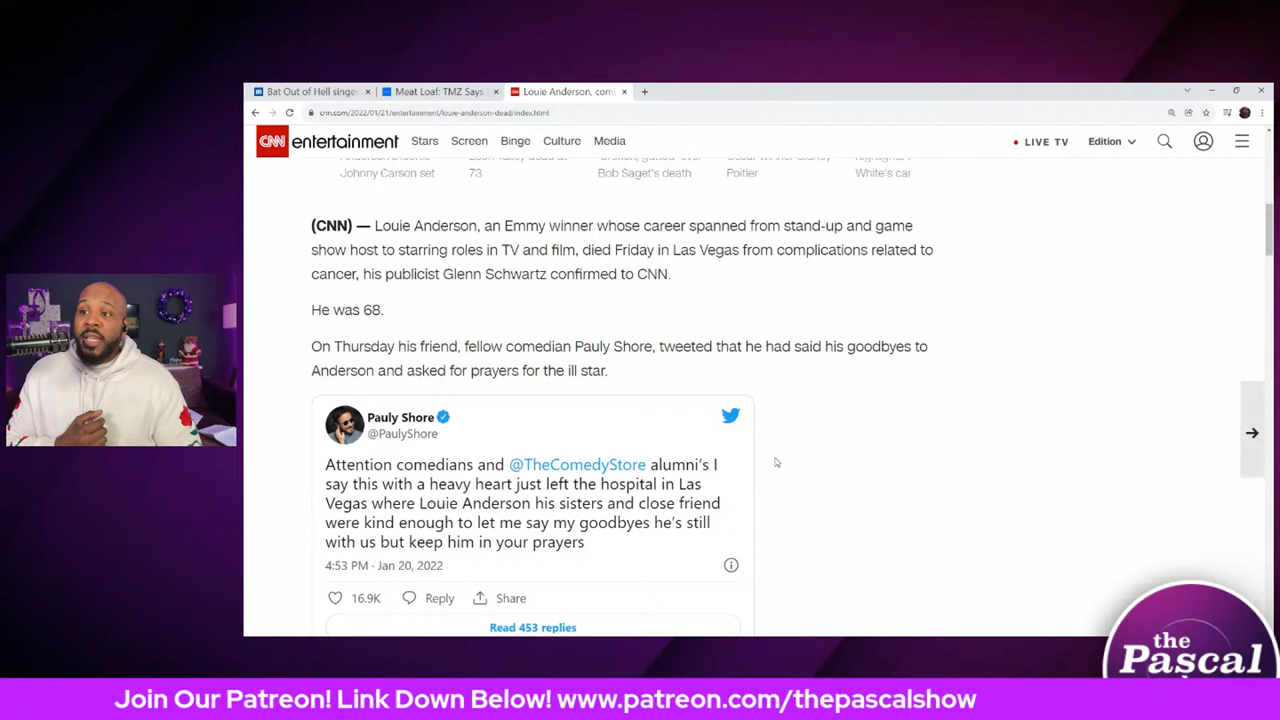 Bat Out of Hell singer
Meat Loaf: TMZ Says
Louie Anderson, com
cnn.com/2022/01/21/entertainment/louie-anderson-dead/index.html
CNN entertainment Stars Screen Binge Culture Media LIVE TV Edition
Johnny Carson set
73
Bob Saget's death
Poitier
White's car
(CNN) — Louie Anderson, an Emmy winner whose career spanned from stand-up and game
show host to starring roles in TV and film, died Friday in Las Vegas from complications related to
cancer, his publicist Glenn Schwartz confirmed to CNN.
He was 68.
On Thursday his friend, fellow comedian Pauly Shore, tweeted that he had said his goodbyes to
Anderson and asked for prayers for the ill star.
Pauly Shore
@PaulyShore
Attention comedians and @TheComedyStore alumni's I
say this with a heavy heart just left the hospital in Las
Vegas where Louie Anderson his sisters and close friend
were kind enough to let me say my goodbyes he's still
with us but keep him in your prayers
4:53 PM · Jan 20, 2022
16.9K Reply Share
Read 453 replies
the
Pascal
Join Our Patreon! Link Down Below! www.patreon.com/thepascalshow